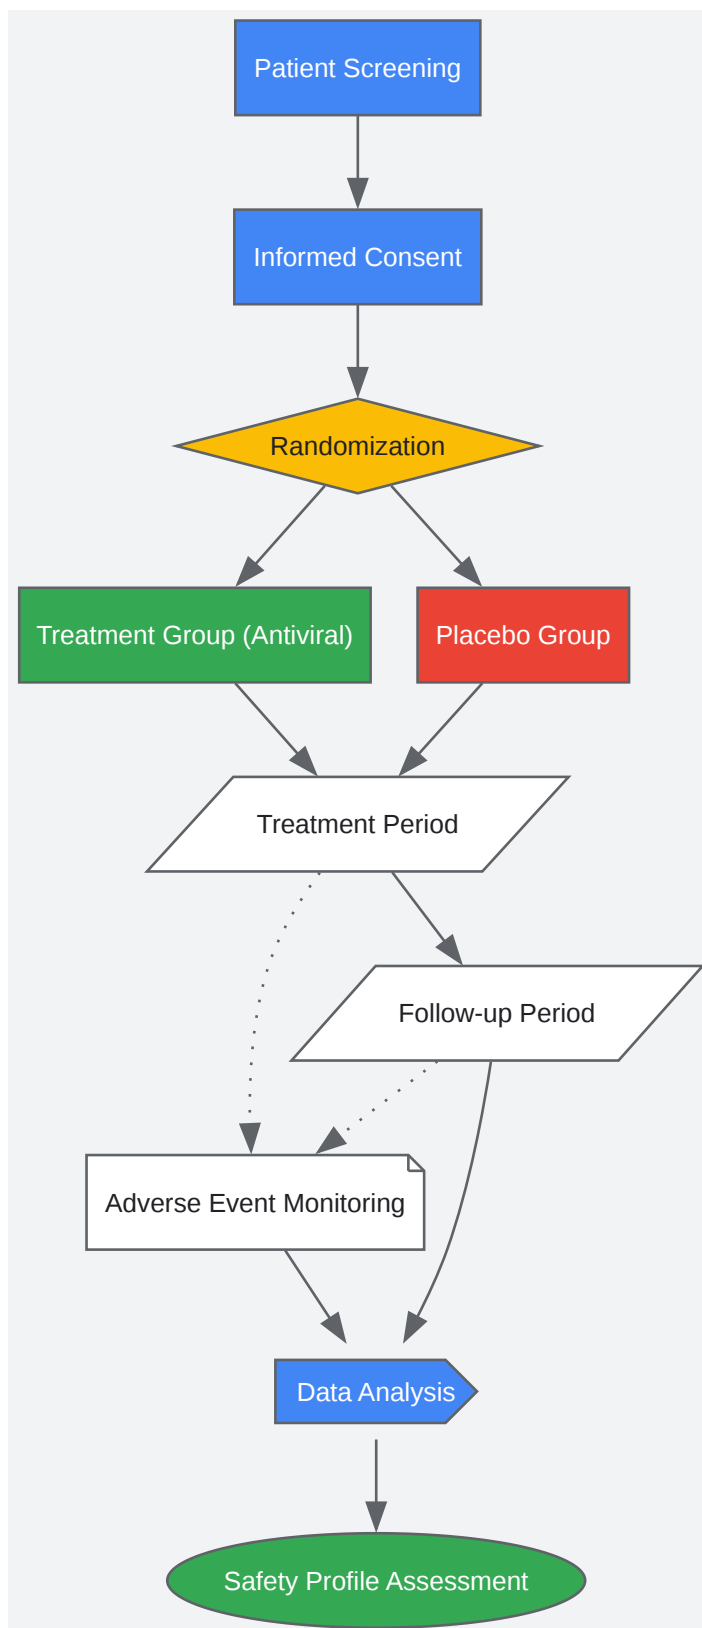 Patient Screening
Informed Consent
Randomization
Treatment Group (Antiviral)
Placebo Group
Treatment Period
Follow-up Period
Adverse Event Monitoring
Data Analysis
Safety Profile Assessment